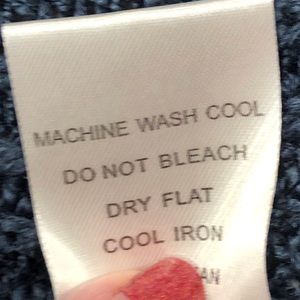 MACHINE WASH COOL
DO NOT BLEACH
DRY FLAT
COOL IRON